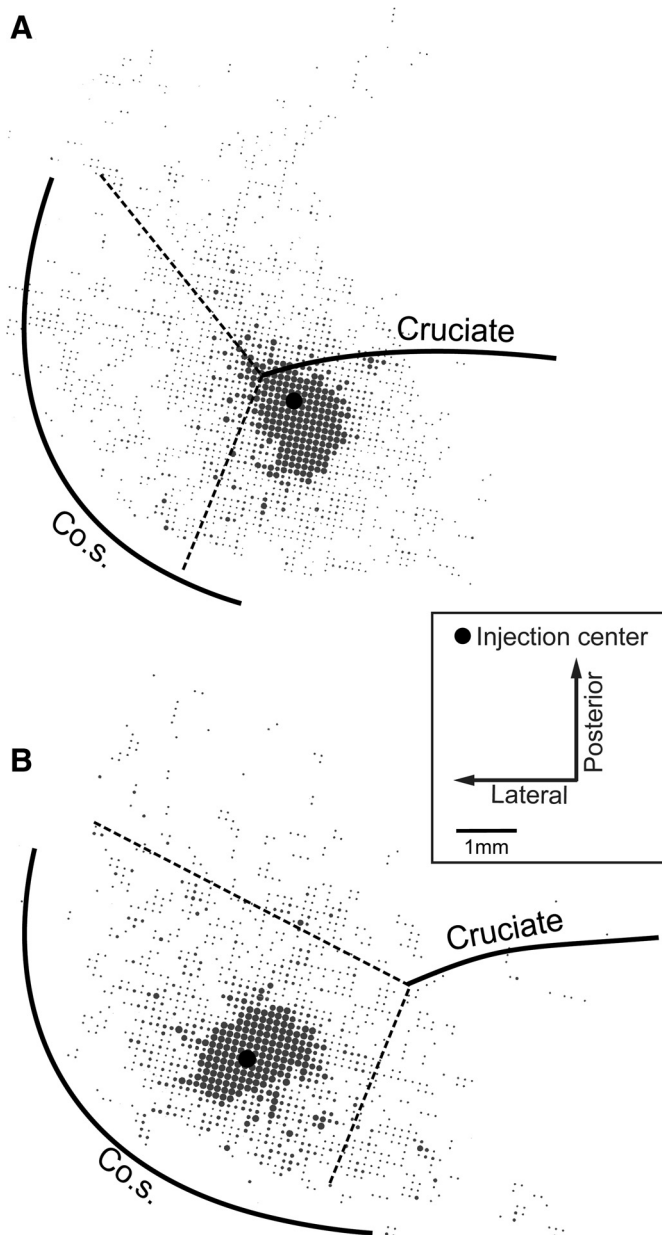 A
Cruciate
Co.s.
Injection center
Posterior
Lateral
1mm
B
Cruciate
Co.s.